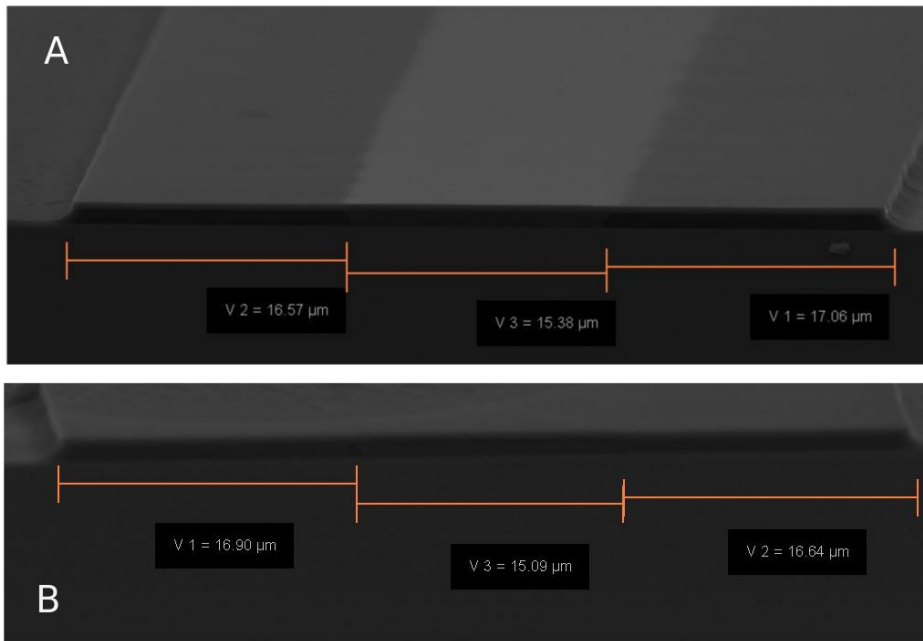 A
V 2 = 16.57 µm
V 3 = 15.38 µm
V 1 = 17.06 µm
V 1 = 16.90 µm
V 3 = 15.09 µm
V 2 = 16.64 µm
B